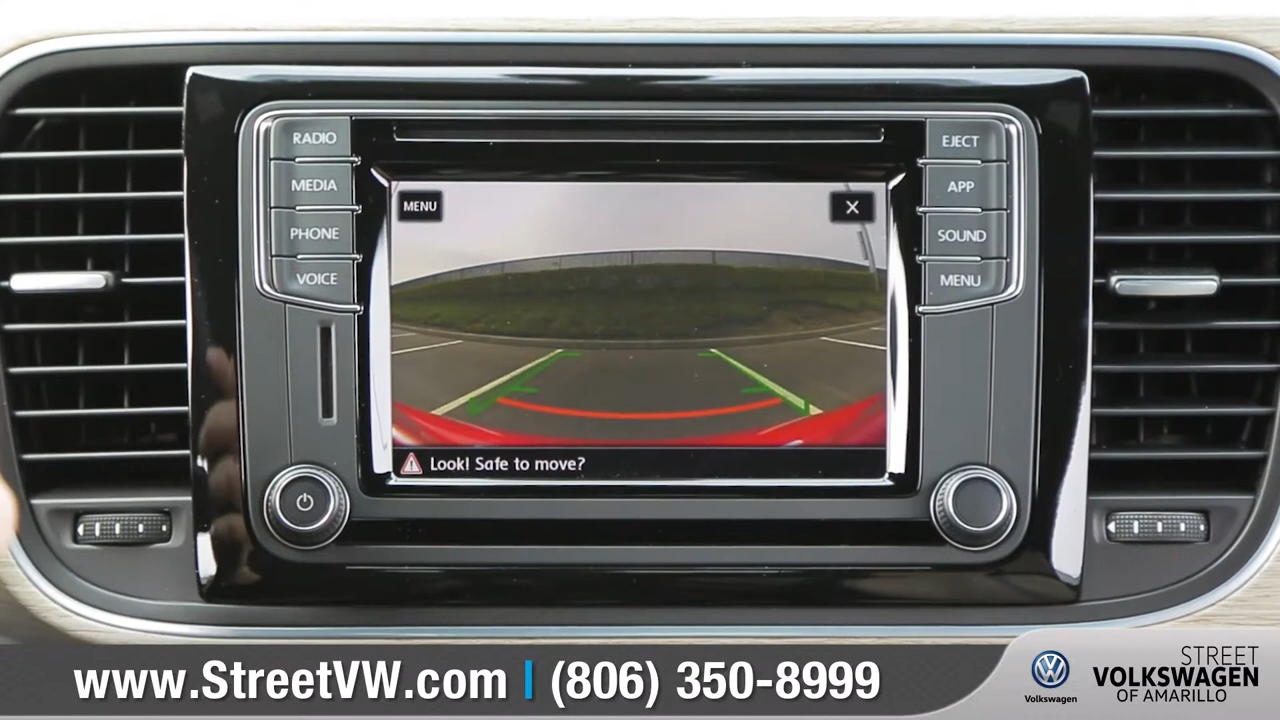 RADIO
MEDIA
PHONE
VOICE
EJECT
APP
SOUND
MENU
MENU
X
Look! Safe to move?
www.StreetVW.com | (806) 350-8999
Volkswagen
STREET
VOLKSWAGEN
OF AMARILLO